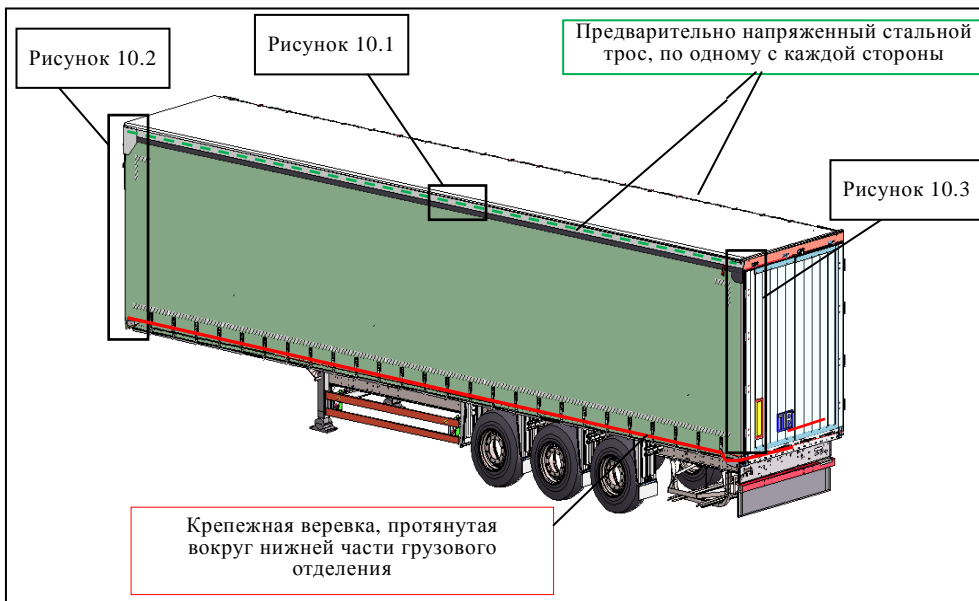 Рисунок 10.2
Рисунок 10.1
Предварительно напряженный стальной
трос, по одному с каждой стороны
Рисунок 10.3
Крепежная веревка, протянутая
вокруг нижней части грузового
отделения